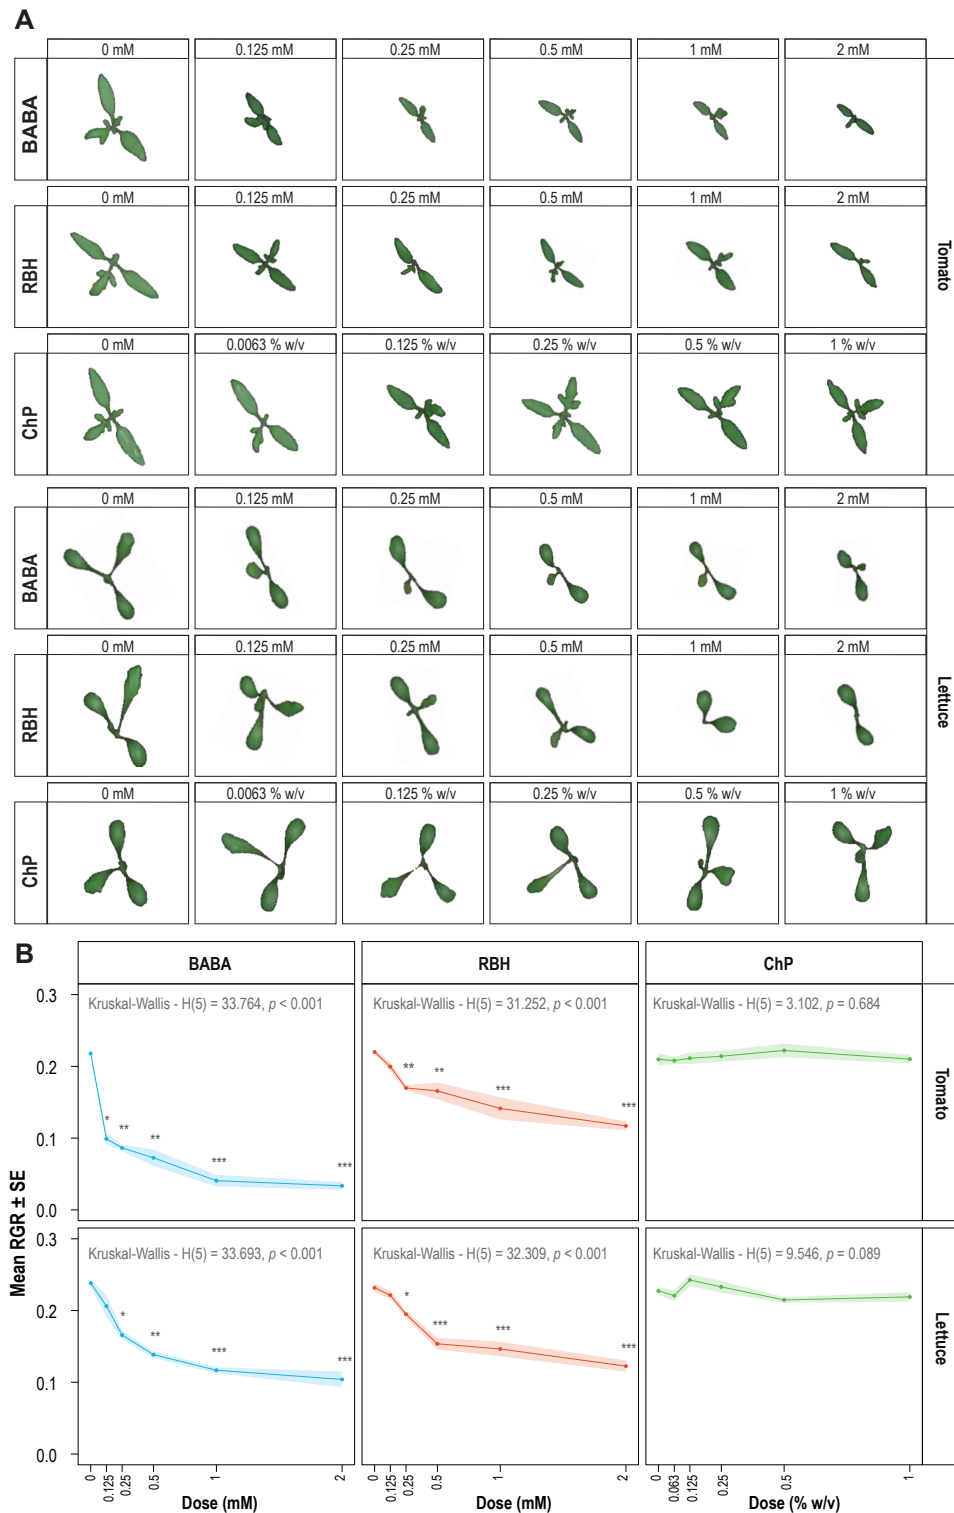 A
0 mM 0.125 mM 0.25 mM 0.5 mM 1 mM 2 mM
BABA
0 mM 0.125 mM 0.25 mM 0.5 mM 1 mM 2 mM
RBH
Tomato
0 mM 0.0063 % w/v 0.125 % w/v 0.25 % w/v 0.5 % w/v 1 % w/v
ChP
0 mM 0.125 mM 0.25 mM 0.5 mM 1 mM 2 mM
BABA
0 mM 0.125 mM 0.25 mM 0.5 mM 1 mM 2 mM
RBH
Lettuce
0 mM 0.0063 % w/v 0.125 % w/v 0.25 % w/v 0.5 % w/v 1 % w/v
ChP
B
BABA RBH ChP
Mean RGR ± SE
0.3
0.2
0.1
0.0
Kruskal-Wallis - H(5) = 33.764, p < 0.001
* ** ** *** ***
Kruskal-Wallis - H(5) = 31.252, p < 0.001
** ** *** ***
Kruskal-Wallis - H(5) = 3.102, p = 0.684
Tomato
0.3
0.2
0.1
0.0
Kruskal-Wallis - H(5) = 33.693, p < 0.001
* ** *** ***
Kruskal-Wallis - H(5) = 32.309, p < 0.001
* *** *** ***
Kruskal-Wallis - H(5) = 9.546, p = 0.089
Lettuce
0 0.125 0.25 0.5 1 2
Dose (mM)
0 0.125 0.25 0.5 1 2
Dose (mM)
0 0.063 0.125 0.25 0.5 1
Dose (% w/v)